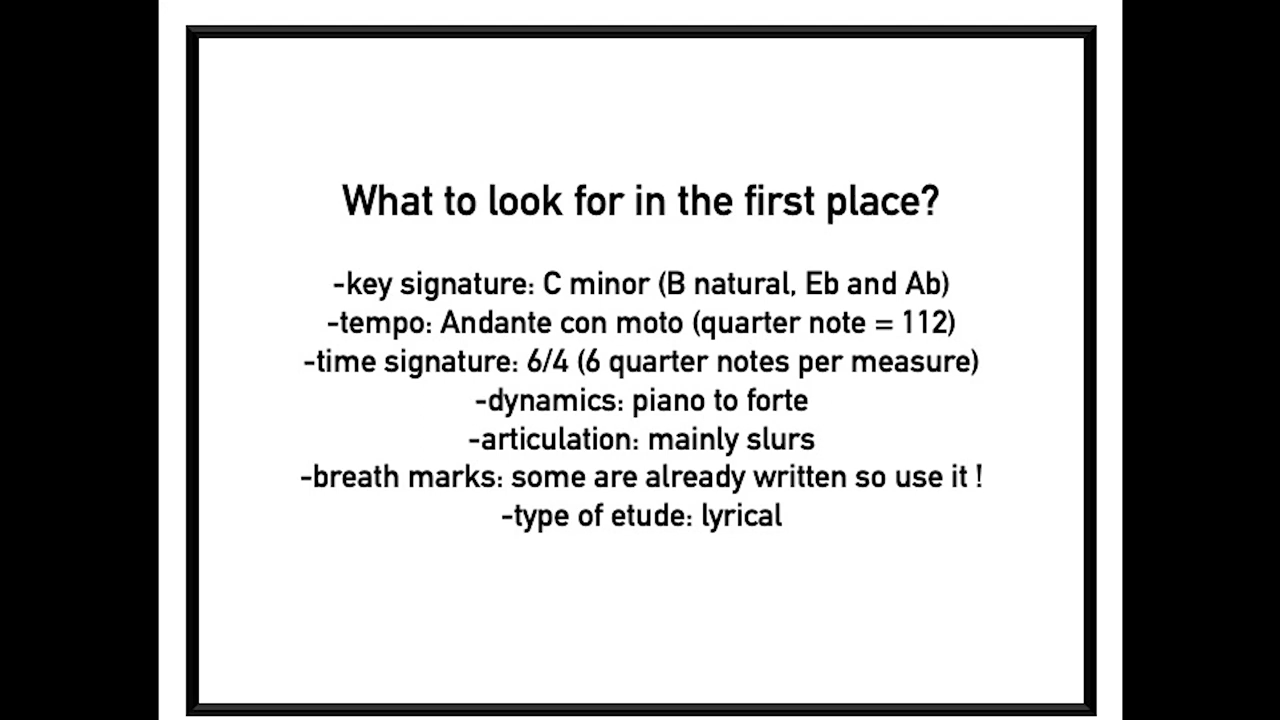 What to look for in the first place?
-key signature: C minor (B natural, Eb and Ab)
-tempo: Andante con moto (quarter note = 112)
-time signature: 6/4 (6 quarter notes per measure)
-dynamics: piano to forte
-articulation: mainly slurs
-breath marks: some are already written so use it !
-type of etude: lyrical